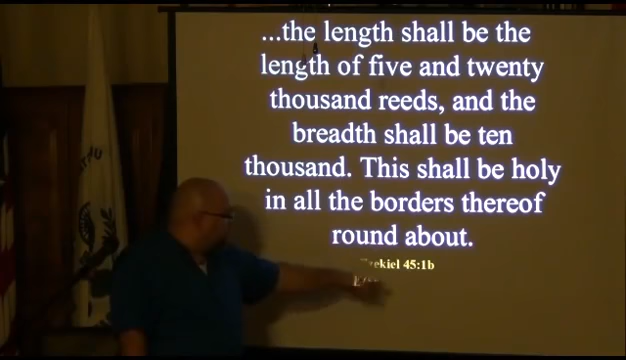 ...the length shall be the
length of five and twenty
thousand reeds, and the
breadth shall be ten
thousand. This shall be holy
in all the borders thereof
round about.
Ezekiel 45:1b